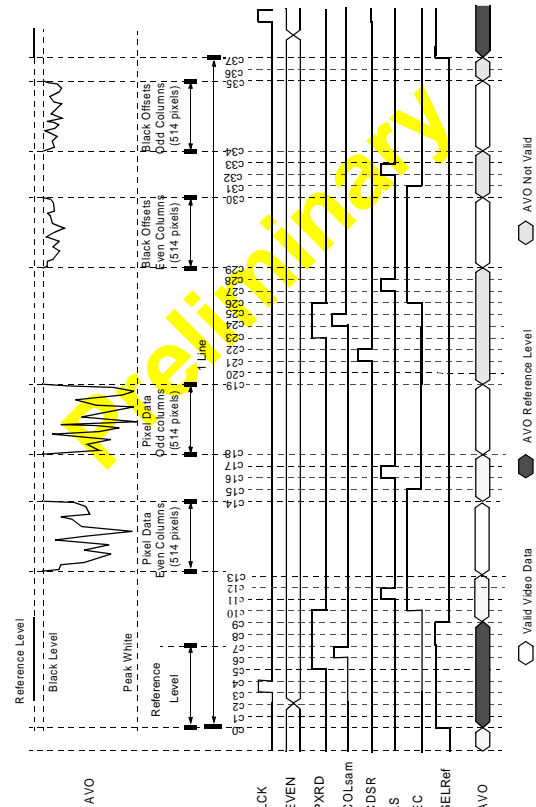 Reference Level
Black Level
Peak White
AVO
Reference
Level
Pixel Data
Even Columns
(514 pixels)
Pixel Data
Odd columns
(514 pixels)
Black Offsets
Even Columns
(514 pixels)
Black Offsets
Odd Columns
(514 pixels)
1 Line
Preliminary
c0
c1
c2
c3
c4
c5
c6
c7
c8
c9
c10
c11
c12
c13
c14
c15
c16
c17
c18
c19
c20
c21
c22
c23
c24
c25
c26
c27
c28
c29
c30
c31
c32
c33
c34
c35
c36
c37
LCK
EVEN
PXRD
COLsam
CDSR
LS
EC
SELRef
AVO
Valid Video Data
AVO Reference Level
AVO Not Valid